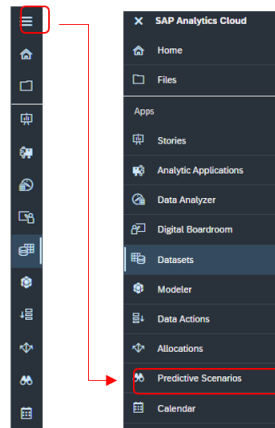 SAP Analytics Cloud
Home
Files
Apps
Stories
Analytic Applications
Data Analyzer
Digital Boardroom
Datasets
Modeler
Data Actions
Allocations
Predictive Scenarios
Calendar